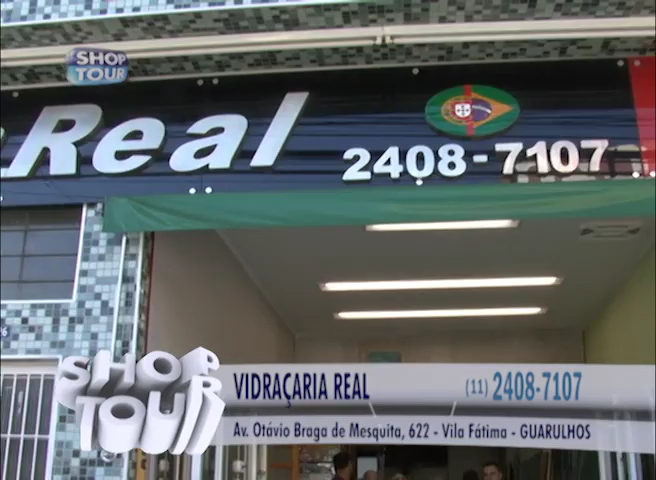 SHOP
TOUR
Real
2408-7107
SHOP
TOUR
VIDRAÇARIA REAL
(11) 2408-7107
Av. Otávio Braga de Mesquita, 622 - Vila Fátima - GUARULHOS